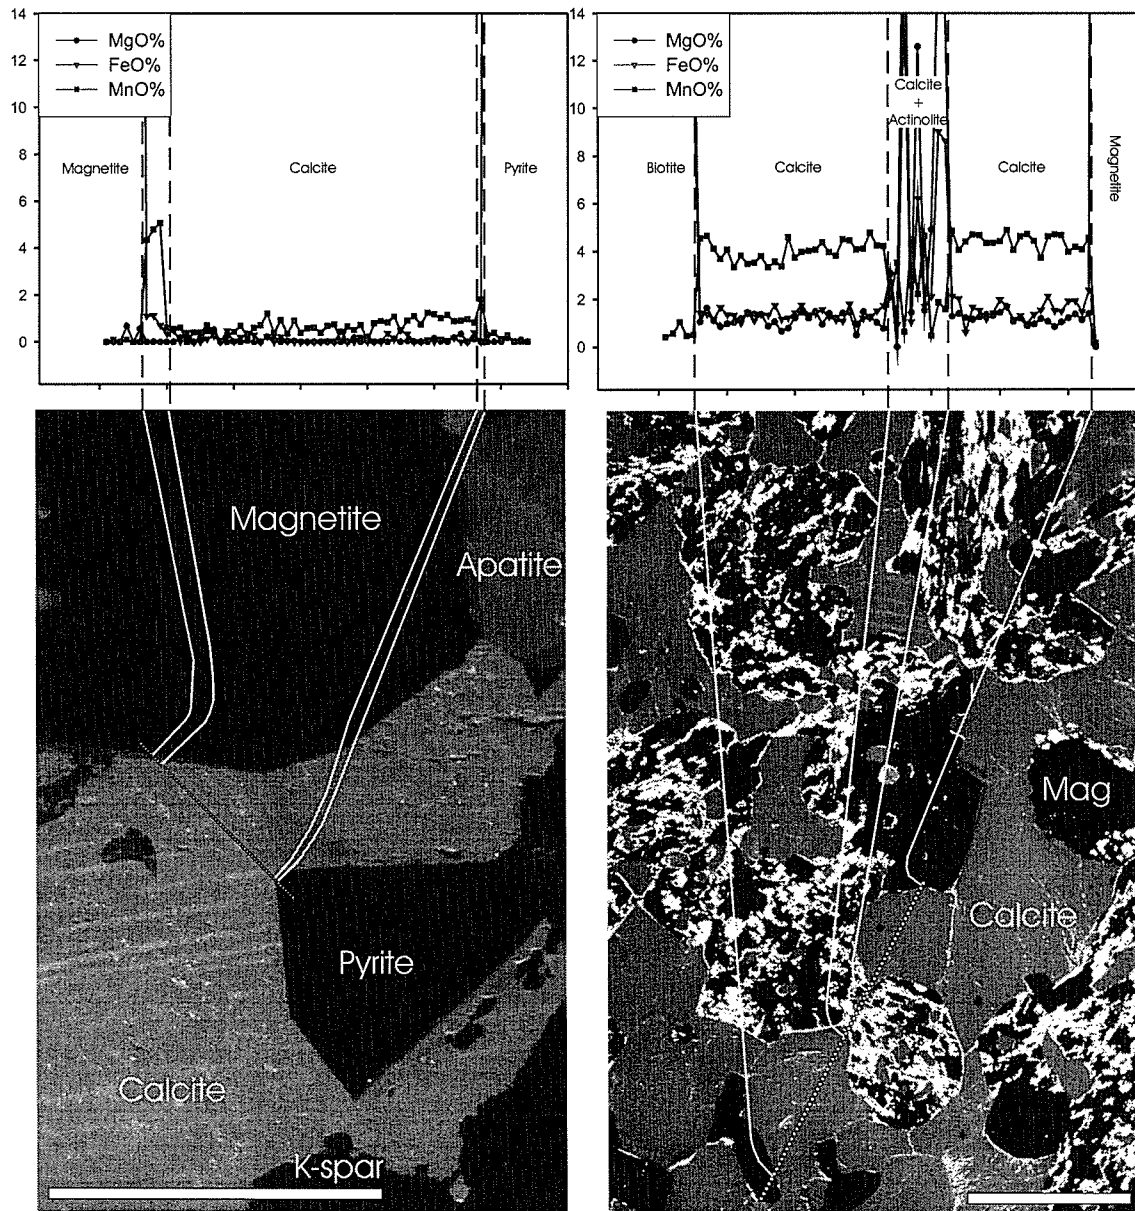 14
12
10
8
6
4
2
0
MgO%
FeO%
MnO%
Magnetite
Calcite
Pyrite
14
12
10
8
6
4
2
0
MgO%
FeO%
MnO%
Calcite
+
Actinolite
Biotite
Calcite
Calcite
Magnetite
Magnetite
Apatite
Pyrite
Calcite
K-spar
Mag
Calcite